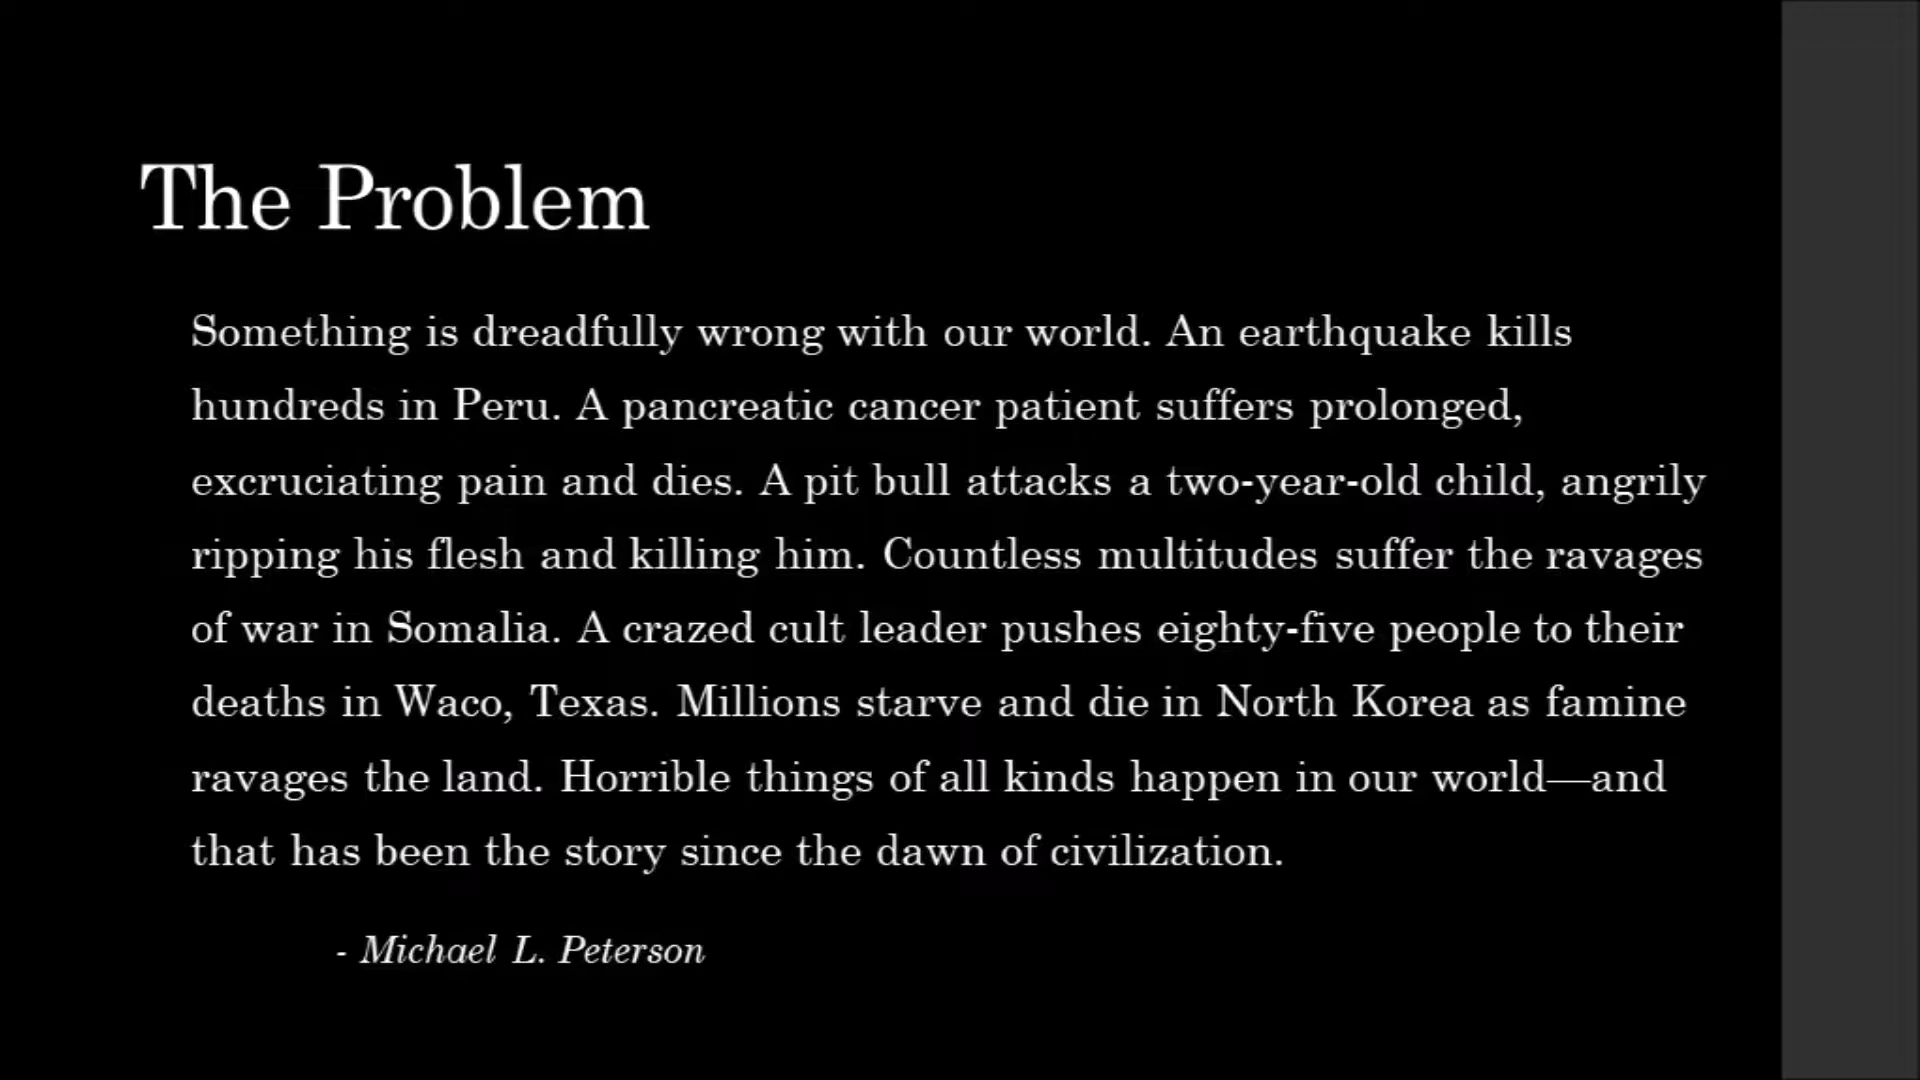 The Problem
Something is dreadfully wrong with our world. An earthquake kills
hundreds in Peru. A pancreatic cancer patient suffers prolonged,
excruciating pain and dies. A pit bull attacks a two-year-old child, angrily
ripping his flesh and killing him. Countless multitudes suffer the ravages
of war in Somalia. A crazed cult leader pushes eighty-five people to their
deaths in Waco, Texas. Millions starve and die in North Korea as famine
ravages the land. Horrible things of all kinds happen in our world—and
that has been the story since the dawn of civilization.
- Michael L. Peterson